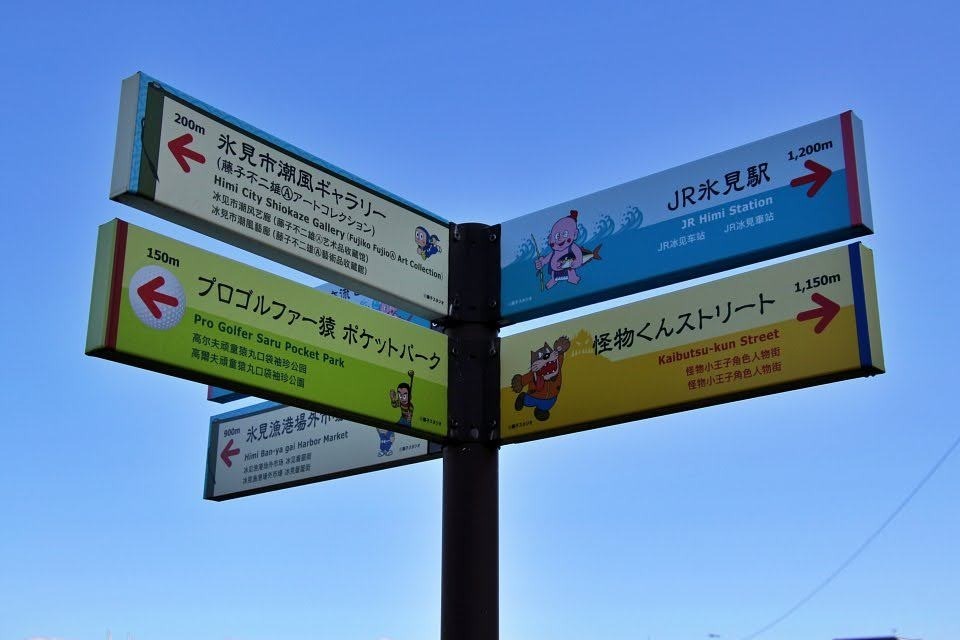 200m
氷見市潮風ギャラリー
(藤子不二雄Ⓐアートコレクション)
Himi City Shiokaze Gallery (Fujiko FujioⒶ Art Collection)
冰见市潮风艺廊 (藤子不二雄Ⓐ艺术品收藏馆)
冰見市潮風藝廊 (藤子不二雄Ⓐ藝術品收藏館)
150m
プロゴルファー猿 ポケットパーク
Pro Golfer Saru Pocket Park
高尔夫顽童猿丸口袋袖珍公园
高爾夫頑童猿丸口袋袖珍公園
900m
氷見漁港場外市場
Himi Ban-ya gai Harbor Market
1,200m
JR氷見駅
JR Himi Station
JR冰见车站 JR冰見車站
1,150m
怪物くんストリート
Kaibutsu-kun Street
怪物小王子角色人物街
怪物小王子角色人物街